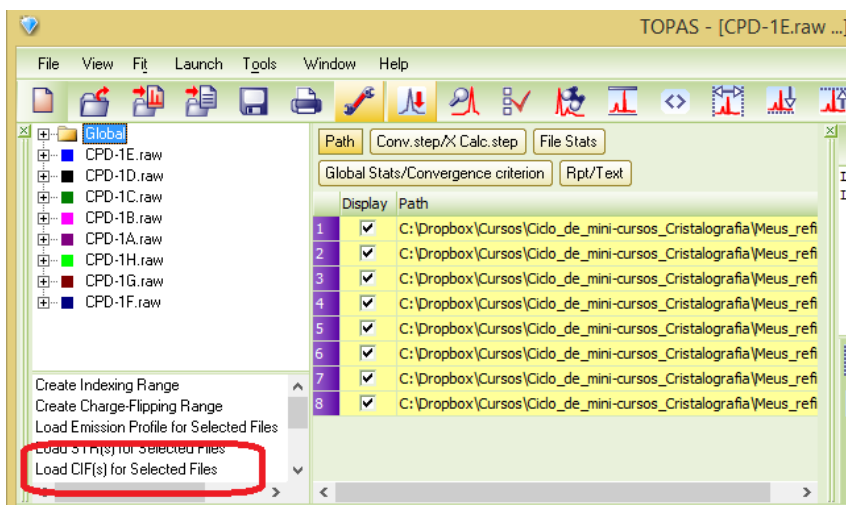 TOPAS - [CPD-1E.raw ...]
File View Fit Launch Tools Window Help
Global
CPD-1E.raw
CPD-1D.raw
CPD-1C.raw
CPD-1B.raw
CPD-1A.raw
CPD-1H.raw
CPD-1G.raw
CPD-1F.raw
Create Indexing Range
Create Charge-Flipping Range
Load Emission Profile for Selected Files
Load STR(s) for Selected Files
Load CIF(s) for Selected Files
Path Conv.step/X Calc.step File Stats
Global Stats/Convergence criterion Rpt/Text
Display Path
1 C:\Dropbox\Cursos\Ciclo_de_mini-cursos_Cristalografia\Meus_refi
2 C:\Dropbox\Cursos\Ciclo_de_mini-cursos_Cristalografia\Meus_refi
3 C:\Dropbox\Cursos\Ciclo_de_mini-cursos_Cristalografia\Meus_refi
4 C:\Dropbox\Cursos\Ciclo_de_mini-cursos_Cristalografia\Meus_refi
5 C:\Dropbox\Cursos\Ciclo_de_mini-cursos_Cristalografia\Meus_refi
6 C:\Dropbox\Cursos\Ciclo_de_mini-cursos_Cristalografia\Meus_refi
7 C:\Dropbox\Cursos\Ciclo_de_mini-cursos_Cristalografia\Meus_refi
8 C:\Dropbox\Cursos\Ciclo_de_mini-cursos_Cristalografia\Meus_refi